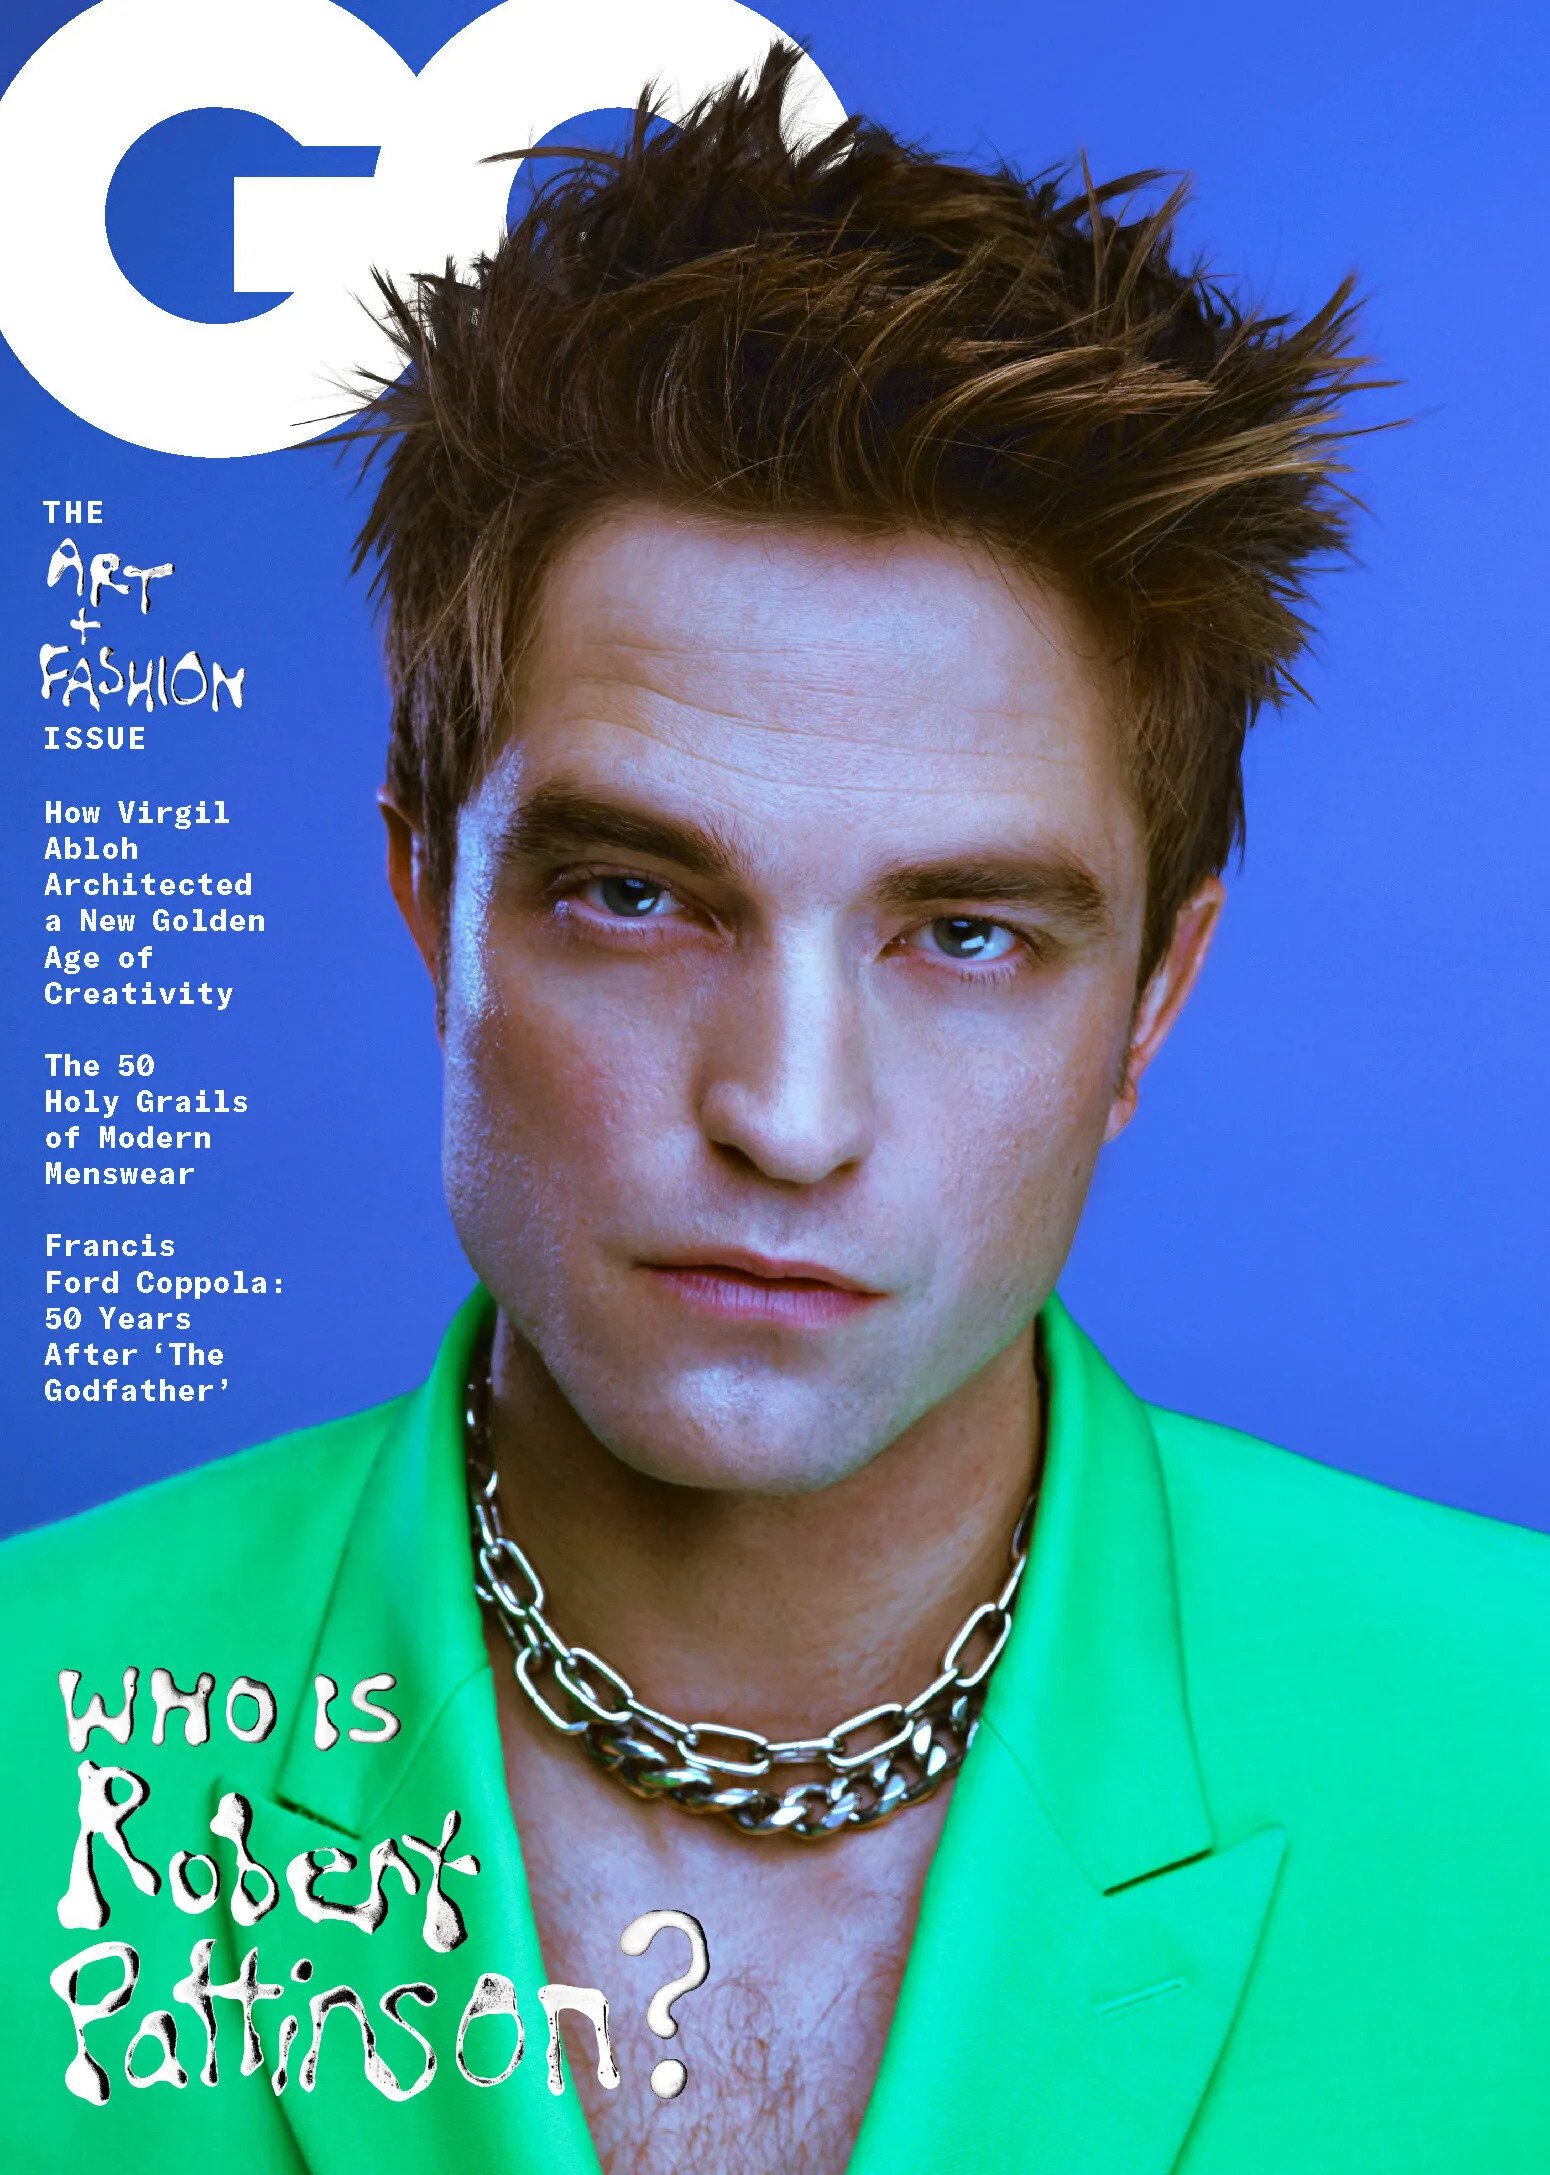 GQ
THE
ART
+
FASHION
ISSUE
How Virgil
Abloh
Architected
a New Golden
Age of
Creativity
The 50
Holy Grails
of Modern
Menswear
Francis
Ford Coppola:
50 Years
After ‘The
Godfather’
WHO IS
Robert
Pattinson?